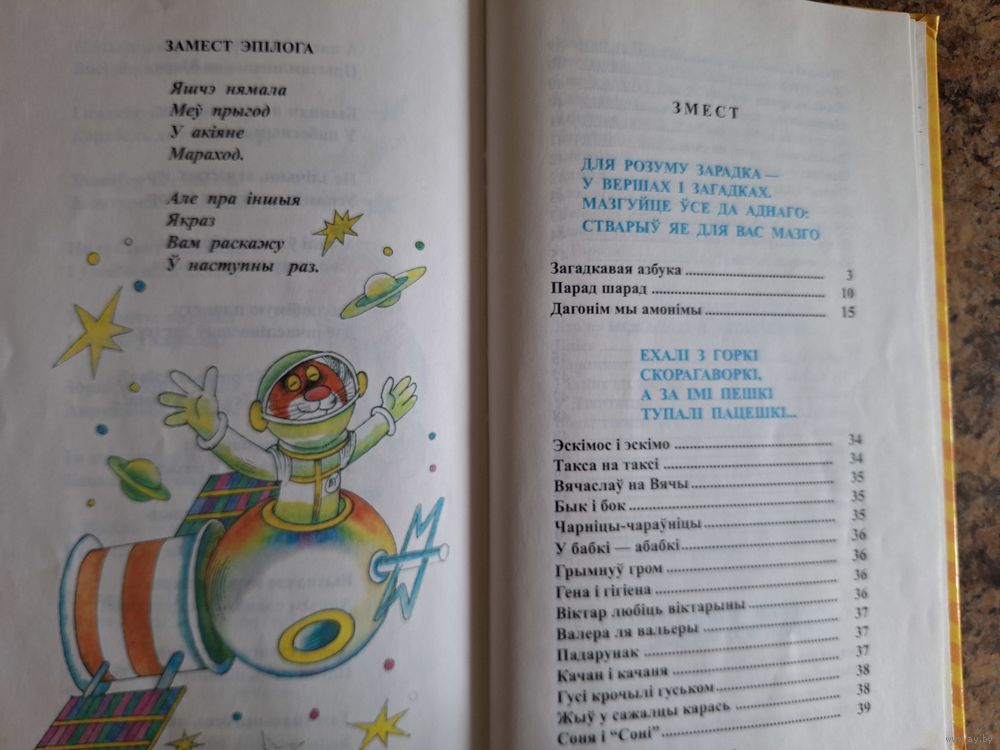 ЗАМЕСТ ЭПІЛОГА
Яшчэ нямала
Меў прыгод
У акіяне
Мараход.
Але пра іншыя
Якраз
Вам раскажу
Ў наступны раз.
ЗМЕСТ
ДЛЯ РОЗУМУ ЗАРАДКА —
У ВЕРШАХ І ЗАГАДКАХ.
МАЗГУЙЦЕ ЎСЕ ДА АДНАГО:
СТВАРЫЎ ЯЕ ДЛЯ ВАС МАЗГО
Загадкавая азбука 3
Парад шарад 10
Дагонім мы амонімы 15
ЕХАЛІ З ГОРКІ
СКОРАГАВОРКІ,
А ЗА ІМІ ПЕШКІ
ТУПАЛІ ПАЦЕШКІ...
Эскімос і эскімо 34
Такса на таксі 34
Вячаслаў на Вячы 35
Бык і бок 35
Чарніцы-чараўніцы 35
У бабкі — абабкі 36
Грымнуў гром 36
Гена і гігіена 36
Віктар любіць віктарыны 36
Валера ля вальеры 37
Падарунак 37
Качан і качаня 37
Гусі крочылі гуськом 38
Жыў у сажалцы карась 38
Соня і “Соні” 39
www.ay.by